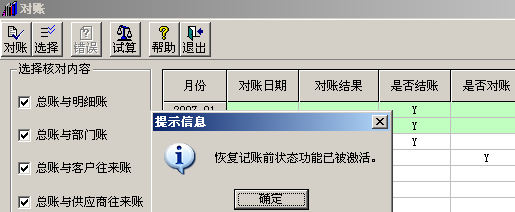 对账
对账 选择 错误 试算 帮助 退出
选择核对内容
总账与明细账
总账与部门账
总账与客户往来账
总账与供应商往来账
月份 对账日期 对账结果 是否结账 是否对账
2007.01 Y
Y
Y
Y
提示信息
恢复记账前状态功能已被激活。
确定